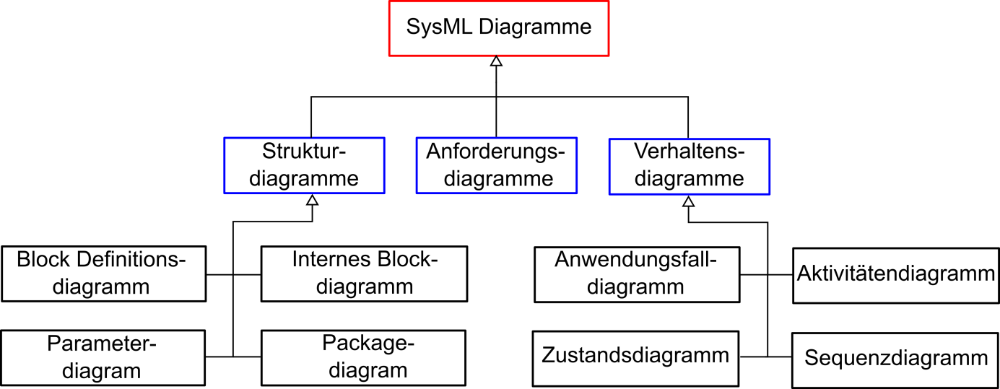 SysML Diagramme
Struktur-
diagramme
Anforderungs-
diagramme
Verhaltens-
diagramme
Block Definitions-
diagramm
Internes Block-
diagramm
Anwendungsfall-
diagramm
Aktivitätendiagramm
Parameter-
diagram
Package-
diagram
Zustandsdiagramm
Sequenzdiagramm